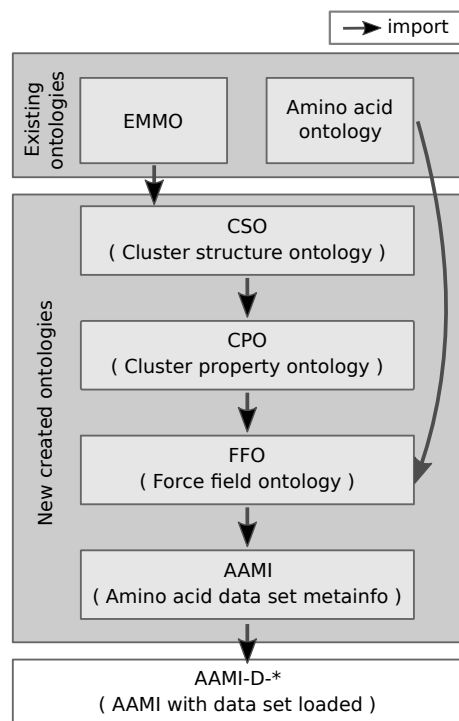 import
Existing
ontologies
EMMO
Amino acid
ontology
New created ontologies
CSO
( Cluster structure ontology )
CPO
( Cluster property ontology )
FFO
( Force field ontology )
AAMI
( Amino acid data set metainfo )
AAMI-D-*
( AAMI with data set loaded )